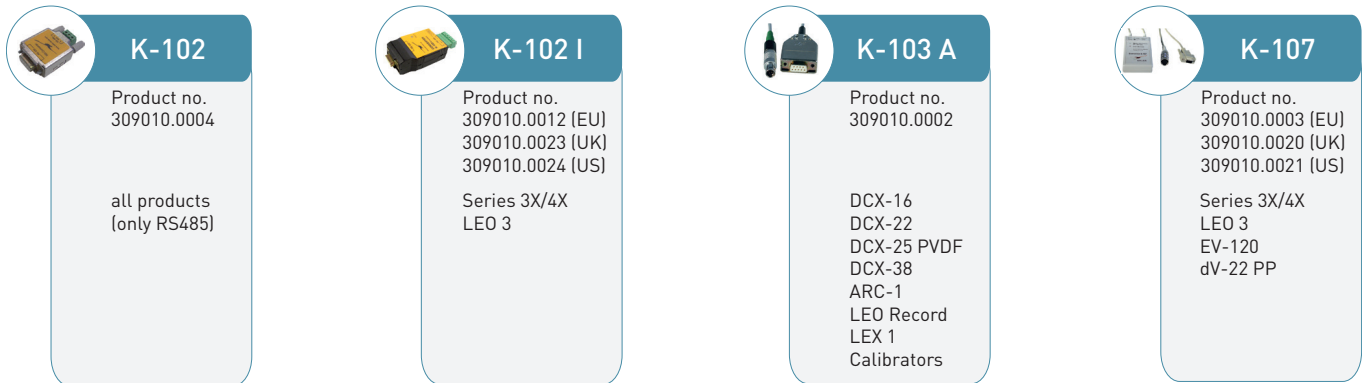 K-102
Product no.
309010.0004
all products
(only RS485)
K-102 I
Product no.
309010.0012 (EU)
309010.0023 (UK)
309010.0024 (US)
Series 3X/4X
LEO 3
K-103 A
Product no.
309010.0002
DCX-16
DCX-22
DCX-25 PVDF
DCX-38
ARC-1
LEO Record
LEX 1
Calibrators
K-107
Product no.
309010.0003 (EU)
309010.0020 (UK)
309010.0021 (US)
Series 3X/4X
LEO 3
EV-120
dV-22 PP